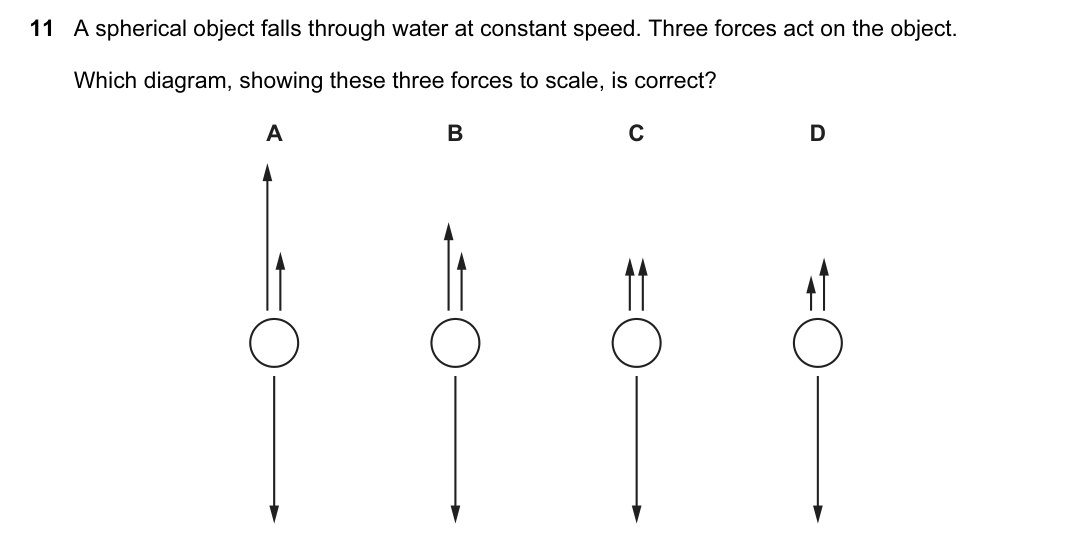 11 A spherical object falls through water at constant speed. Three forces act on the object.
Which diagram, showing these three forces to scale, is correct?
A B C D